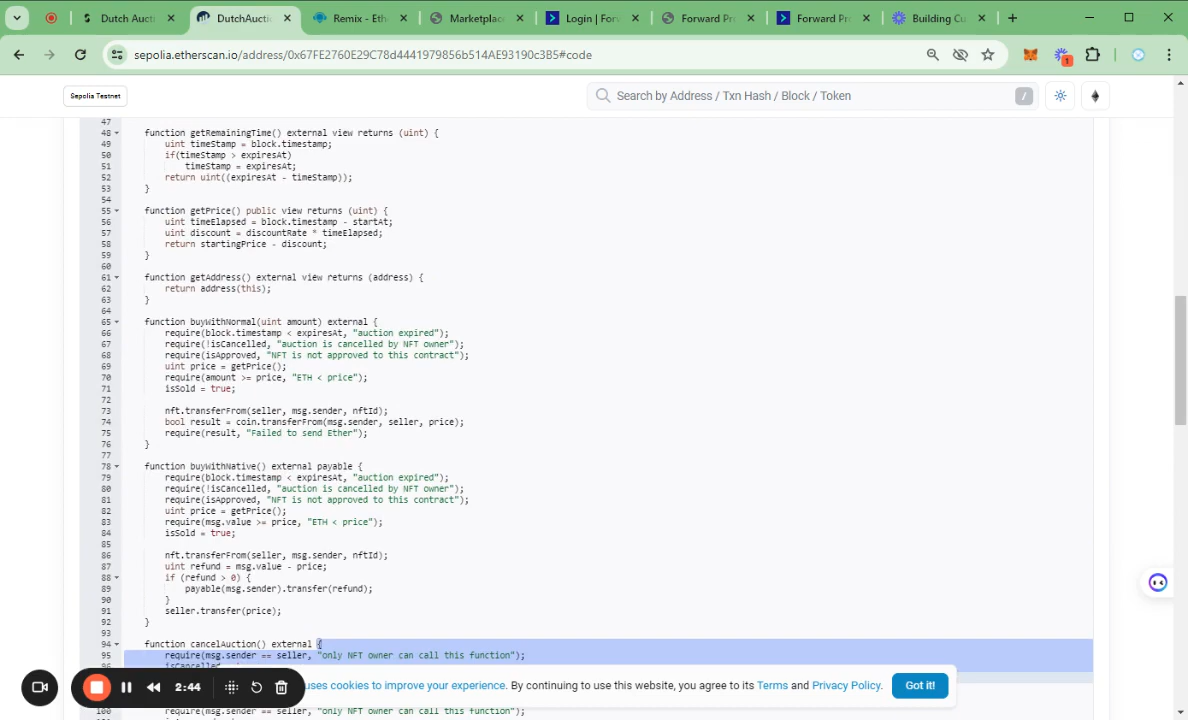 Dutch Aucti
DutchAuctio
Remix - Eth
Marketplac
Login | For
Forward Pro
Forward Pr
Building Cu
sepolia.etherscan.io/address/0x67FE2760E29C78d4441979856b514AE93190c3B5#code
1
Sepolia Testnet
Search by Address / Txn Hash / Block / Token
/
47
48 function getRemainingTime() external view returns (uint) {
49 uint timeStamp = block.timestamp;
50 if(timeStamp > expiresAt)
51 timeStamp = expiresAt;
52 return uint((expiresAt - timeStamp));
53 }
54
55 function getPrice() public view returns (uint) {
56 uint timeElapsed = block.timestamp - startAt;
57 uint discount = discountRate * timeElapsed;
58 return startingPrice - discount;
59 }
60
61 function getAddress() external view returns (address) {
62 return address(this);
63 }
64
65 function buyWithNormal(uint amount) external {
66 require(block.timestamp < expiresAt, "auction expired");
67 require(!isCancelled, "auction is cancelled by NFT owner");
68 require(isApproved, "NFT is not approved to this contract");
69 uint price = getPrice();
70 require(amount >= price, "ETH < price");
71 isSold = true;
72
73 nft.transferFrom(seller, msg.sender, nftId);
74 bool result = coin.transferFrom(msg.sender, seller, price);
75 require(result, "Failed to send Ether");
76 }
77
78 function buyWithNative() external payable {
79 require(block.timestamp < expiresAt, "auction expired");
80 require(!isCancelled, "auction is cancelled by NFT owner");
81 require(isApproved, "NFT is not approved to this contract");
82 uint price = getPrice();
83 require(msg.value >= price, "ETH < price");
84 isSold = true;
85
86 nft.transferFrom(seller, msg.sender, nftId);
87 uint refund = msg.value - price;
88 if (refund > 0) {
89 payable(msg.sender).transfer(refund);
90 }
91 seller.transfer(price);
92 }
93
94 function cancelAuction() external {
95 require(msg.sender == seller, "only NFT owner can call this function");
96 isCancelled
2:44
uses cookies to improve your experience. By continuing to use this website, you agree to its Terms and Privacy Policy.
Got it!
100 require(msg.sender == seller, "only NFT owner can call this function");